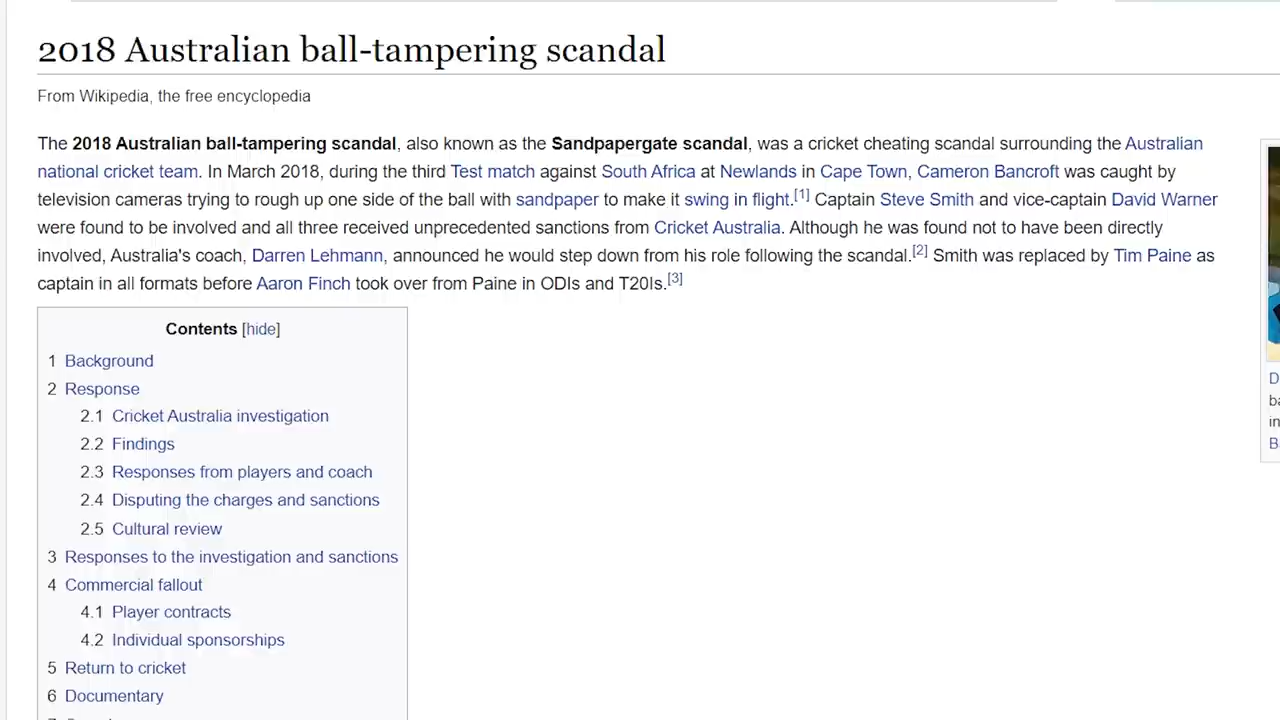 2018 Australian ball-tampering scandal
From Wikipedia, the free encyclopedia
The 2018 Australian ball-tampering scandal, also known as the Sandpapergate scandal, was a cricket cheating scandal surrounding the Australian
national cricket team. In March 2018, during the third Test match against South Africa at Newlands in Cape Town, Cameron Bancroft was caught by
television cameras trying to rough up one side of the ball with sandpaper to make it swing in flight.[1] Captain Steve Smith and vice-captain David Warner
were found to be involved and all three received unprecedented sanctions from Cricket Australia. Although he was found not to have been directly
involved, Australia's coach, Darren Lehmann, announced he would step down from his role following the scandal.[2] Smith was replaced by Tim Paine as
captain in all formats before Aaron Finch took over from Paine in ODIs and T20Is.[3]
Contents [hide]
1 Background
2 Response
2.1 Cricket Australia investigation
2.2 Findings
2.3 Responses from players and coach
2.4 Disputing the charges and sanctions
2.5 Cultural review
3 Responses to the investigation and sanctions
4 Commercial fallout
4.1 Player contracts
4.2 Individual sponsorships
5 Return to cricket
6 Documentary